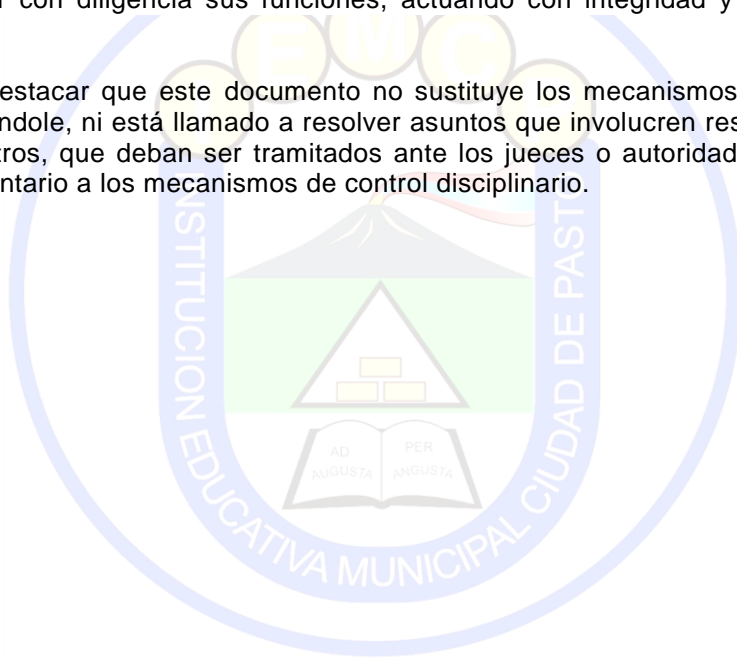 con diligencia sus funciones, actuando con integridad y
EMC
estacar que este documento no sustituye los mecanismos
ndole, ni está llamado a resolver asuntos que involucren res
tros, que deban ser tramitados ante los jueces o autoridad
ntario a los mecanismos de control disciplinario.
INSTITUCION EDUCATIVA MUNICIPAL CIUDAD DE PASTO
AD PER
AUGUSTA ANGUSTA